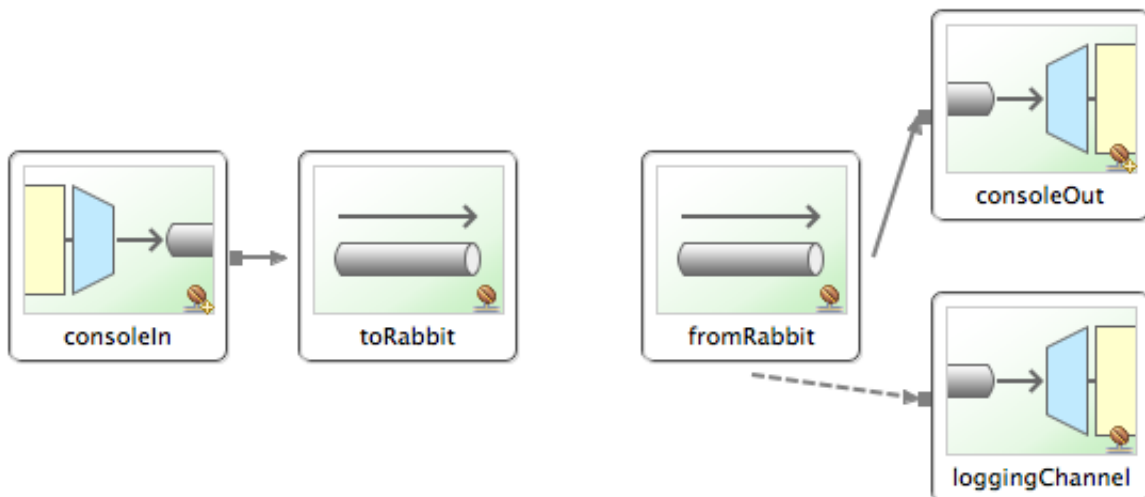 consoleIn
toRabbit
fromRabbit
consoleOut
loggingChannel